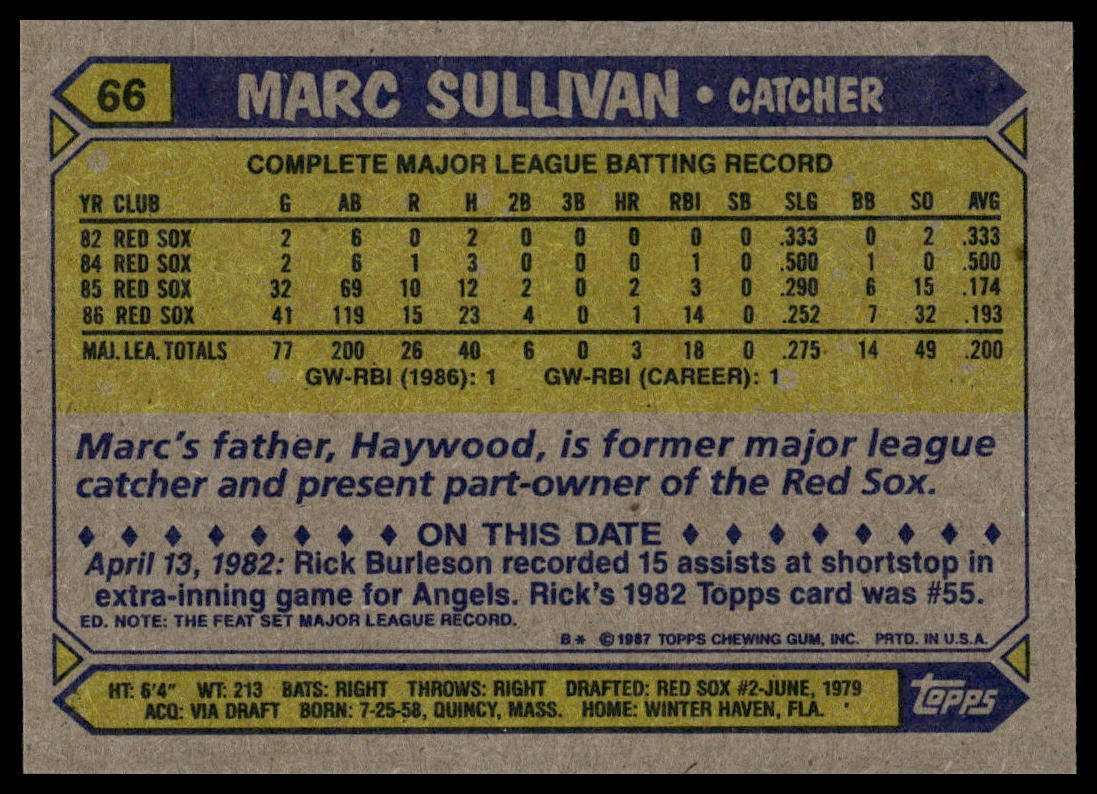 66 MARC SULLIVAN • CATCHER
COMPLETE MAJOR LEAGUE BATTING RECORD
YR CLUB G AB R H 2B 3B HR RBI SB SLG BB SO AVG
82 RED SOX 2 6 0 2 0 0 0 0 0 .333 0 2 .333
84 RED SOX 2 6 1 3 0 0 0 1 0 .500 1 0 .500
85 RED SOX 32 69 10 12 2 0 2 3 0 .290 6 15 .174
86 RED SOX 41 119 15 23 4 0 1 14 0 .252 7 32 .193
MAJ. LEA. TOTALS 77 200 26 40 6 0 3 18 0 .275 14 49 .200
GW-RBI (1986): 1 GW-RBI (CAREER): 1
Marc's father, Haywood, is former major league
catcher and present part-owner of the Red Sox.
♦ ♦ ♦ ♦ ♦ ♦ ♦ ♦ ON THIS DATE ♦ ♦ ♦ ♦ ♦ ♦ ♦ ♦
April 13, 1982: Rick Burleson recorded 15 assists at shortstop in
extra-inning game for Angels. Rick's 1982 Topps card was #55.
ED. NOTE: THE FEAT SET MAJOR LEAGUE RECORD.
B* © 1987 TOPPS CHEWING GUM, INC. PRTD. IN U.S.A.
HT: 6'4" WT: 213 BATS: RIGHT THROWS: RIGHT DRAFTED: RED SOX #2-JUNE, 1979
ACQ: VIA DRAFT BORN: 7-25-58, QUINCY, MASS. HOME: WINTER HAVEN, FLA.
topps